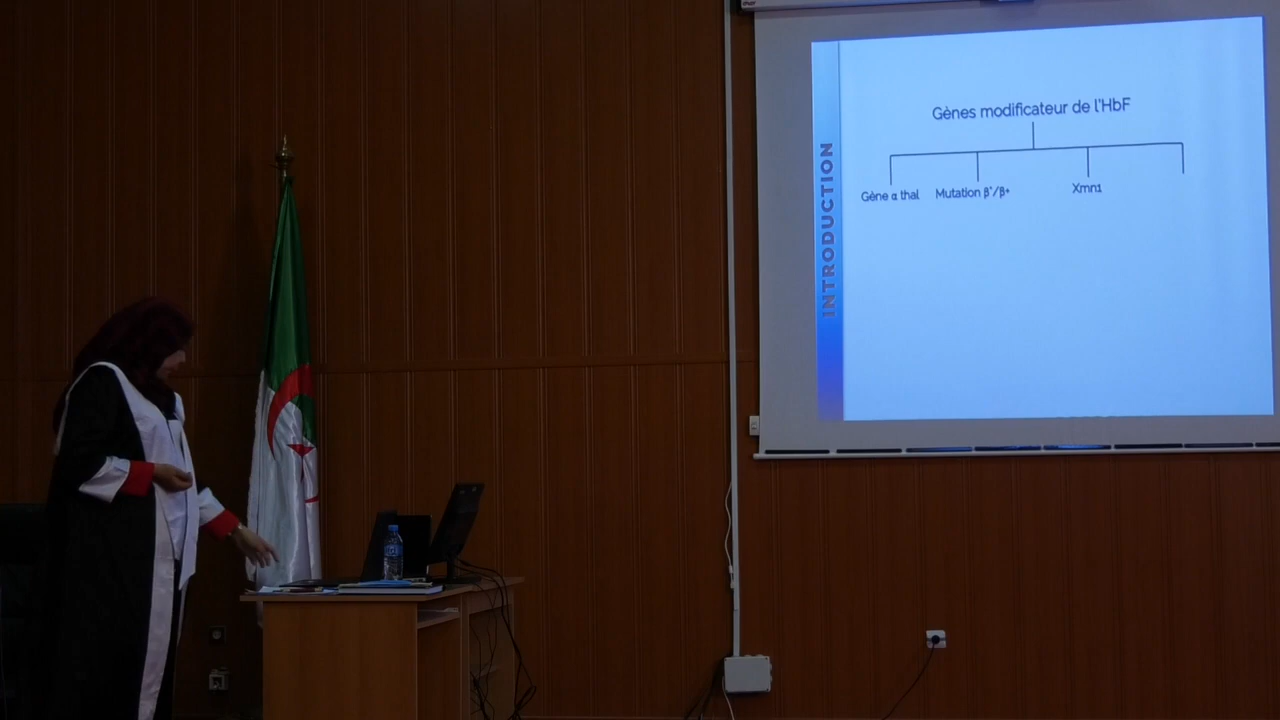 Gènes modificateur de l'HbF
INTRODUCTION
Gène α thal
Mutation β°/β+
Xmn1